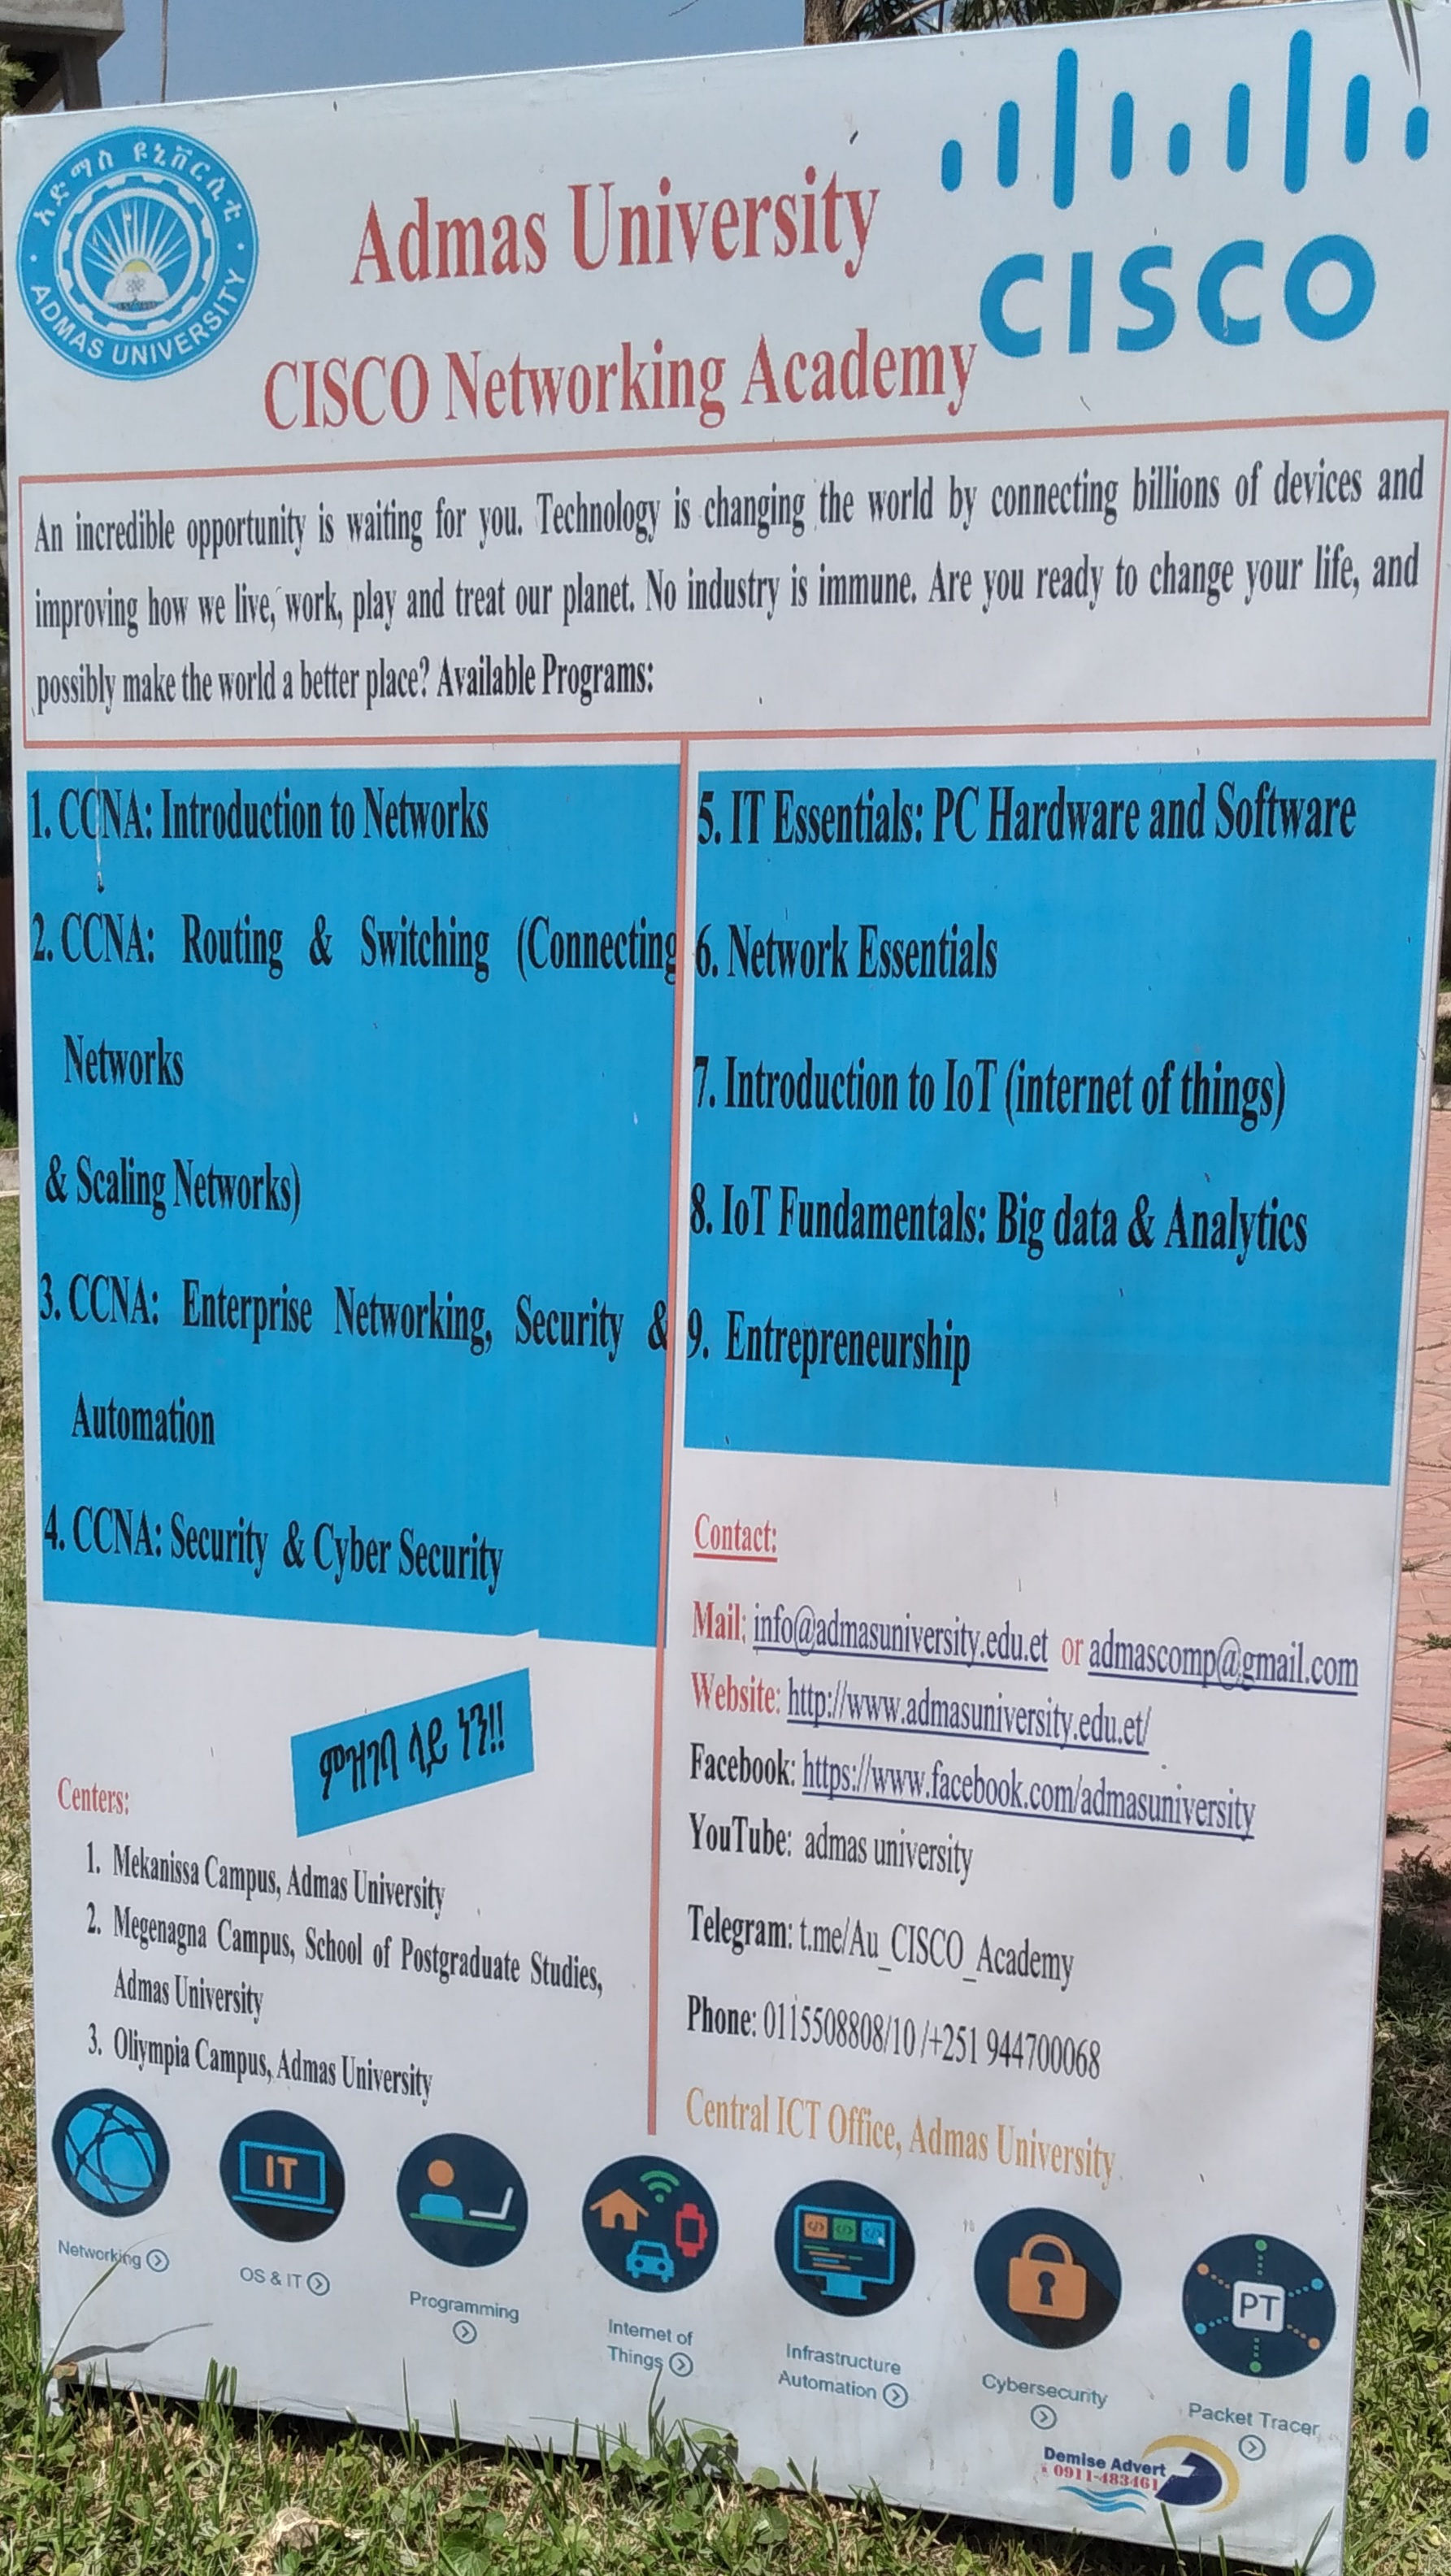 አድማስ ዩኒቨርሲቲ
ADMAS UNIVERSITY
Admas University
CISCO Networking Academy
CISCO
An incredible opportunity is waiting for you. Technology is changing the world by connecting billions of devices and
improving how we live, work, play and treat our planet. No industry is immune. Are you ready to change your life, and
possibly make the world a better place? Available Programs:
1. CCNA: Introduction to Networks
2. CCNA: Routing & Switching (Connecting
Networks
& Scaling Networks)
3. CCNA: Enterprise Networking, Security &
Automation
4. CCNA: Security & Cyber Security
5. IT Essentials: PC Hardware and Software
6. Network Essentials
7. Introduction to IoT (internet of things)
8. IoT Fundamentals: Big data & Analytics
9. Entrepreneurship
ምዝገባ ላይ ነን!!
Centers:
1. Mekanissa Campus, Admas University
2. Megenagna Campus, School of Postgraduate Studies,
Admas University
3. Oliympia Campus, Admas University
Contact:
Mail: info@admasuniversity.edu.et or admascomp@gmail.com
Website: http://www.admasuniversity.edu.et/
Facebook: https://www.facebook.com/admasuniversity
YouTube: admas university
Telegram: t.me/Au_CISCO_Academy
Phone: 0115508808/10 /+251 944700068
Central ICT Office, Admas University
IT
PT
Networking
OS & IT
Programming
Internet of
Things
Infrastructure
Automation
Cybersecurity
Packet Tracer
Demise Advert
0911-483461